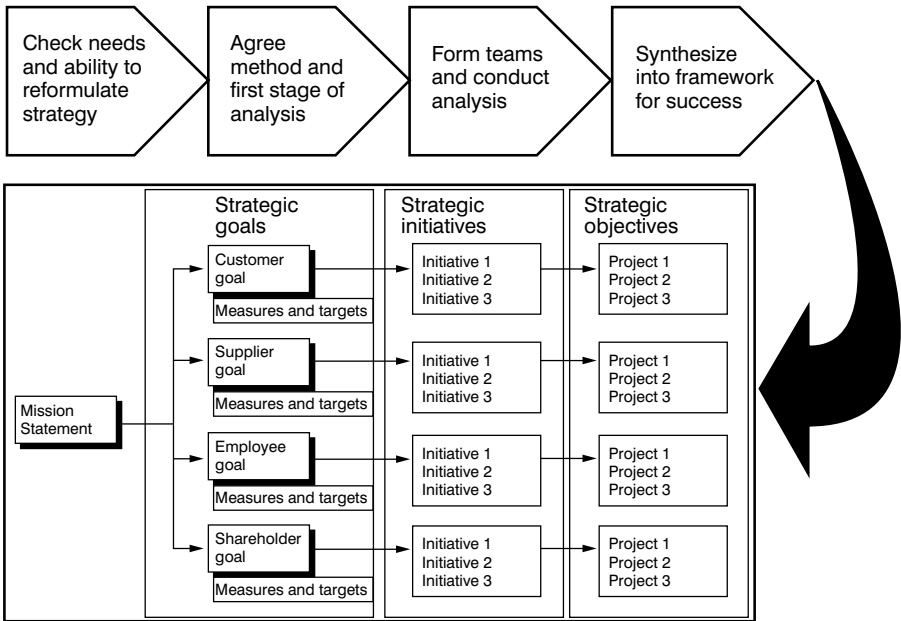 Check needs
and ability to
reformulate
strategy
Agree
method and
first stage of
analysis
Form teams
and conduct
analysis
Synthesize
into framework
for success
Mission
Statement
Strategic
goals
Customer
goal
Measures and targets
Supplier
goal
Measures and targets
Employee
goal
Measures and targets
Shareholder
goal
Measures and targets
Strategic
initiatives
Initiative 1
Initiative 2
Initiative 3
Initiative 1
Initiative 2
Initiative 3
Initiative 1
Initiative 2
Initiative 3
Initiative 1
Initiative 2
Initiative 3
Strategic
objectives
Project 1
Project 2
Project 3
Project 1
Project 2
Project 3
Project 1
Project 2
Project 3
Project 1
Project 2
Project 3